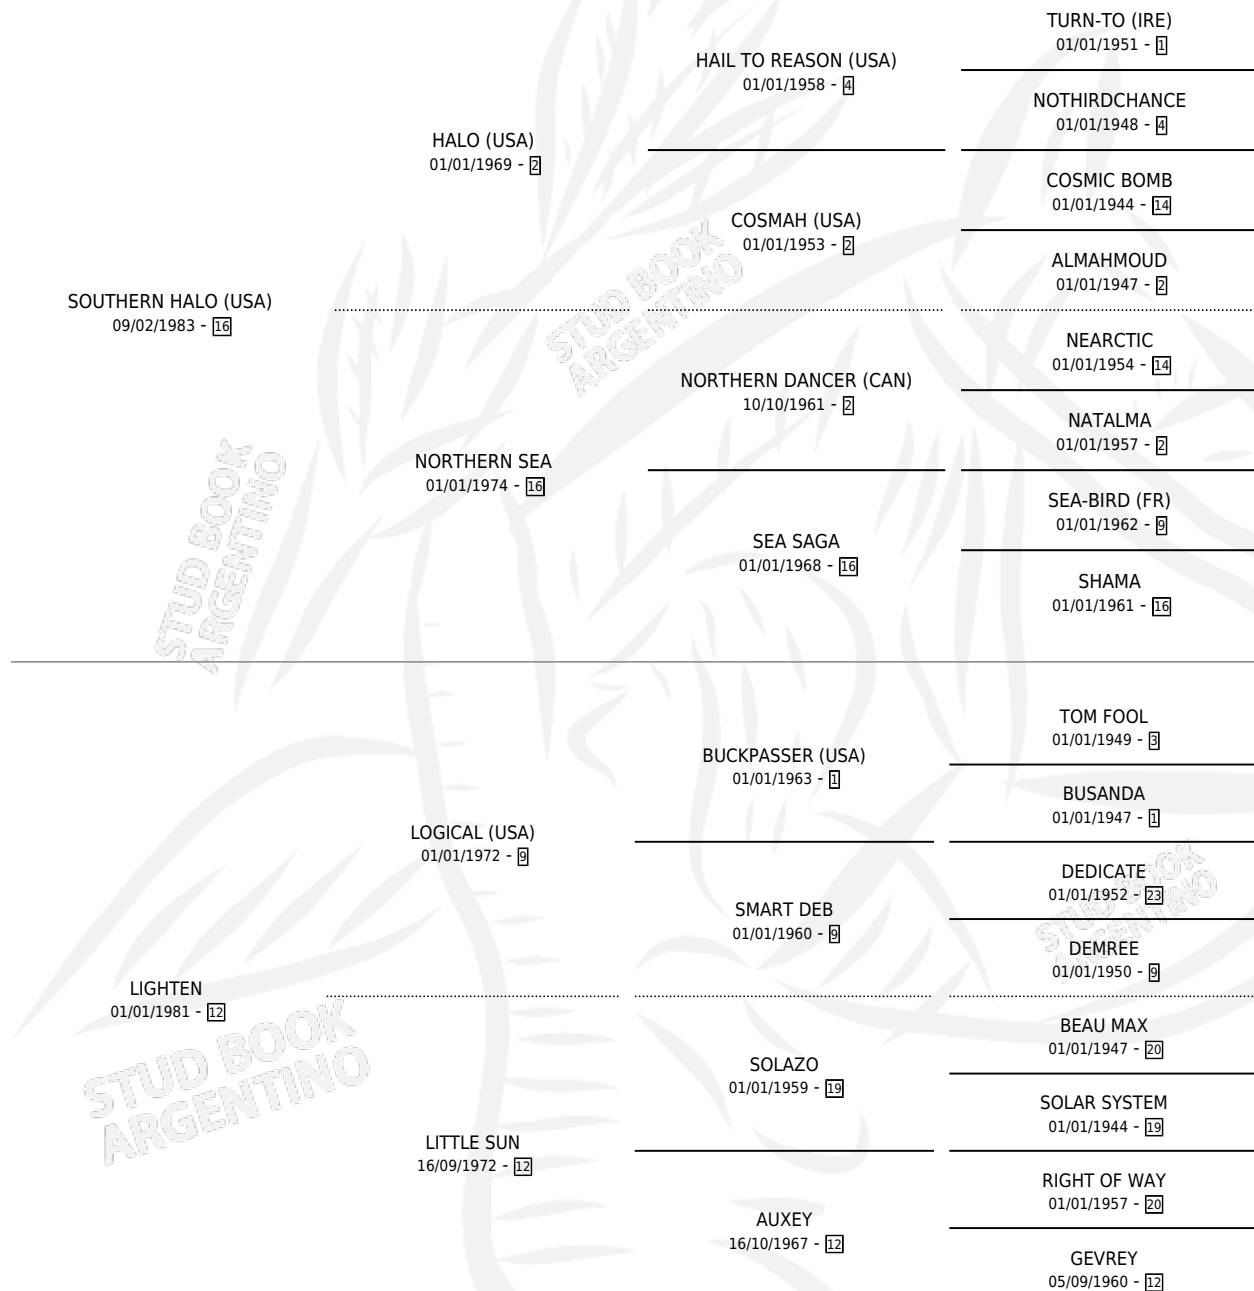 TURN-TO (IRE)
01/01/1951 - 1
HAIL TO REASON (USA)
01/01/1958 - 4
NOTHIRDCHANCE
01/01/1948 - 4
HALO (USA)
01/01/1969 - 2
COSMIC BOMB
01/01/1944 - 14
COSMAH (USA)
01/01/1953 - 2
ALMAHMOUD
01/01/1947 - 2
SOUTHERN HALO (USA)
09/02/1983 - 16
NEARCTIC
01/01/1954 - 14
NORTHERN DANCER (CAN)
10/10/1961 - 2
NATALMA
01/01/1957 - 2
NORTHERN SEA
01/01/1974 - 16
SEA-BIRD (FR)
01/01/1962 - 9
SEA SAGA
01/01/1968 - 16
SHAMA
01/01/1961 - 16
TOM FOOL
01/01/1949 - 3
BUCKPASSER (USA)
01/01/1963 - 1
BUSANDA
01/01/1947 - 1
LOGICAL (USA)
01/01/1972 - 9
DEDICATE
01/01/1952 - 23
SMART DEB
01/01/1960 - 9
DEMREE
01/01/1950 - 9
LIGHTEN
01/01/1981 - 12
BEAU MAX
01/01/1947 - 20
SOLAZO
01/01/1959 - 19
SOLAR SYSTEM
01/01/1944 - 19
LITTLE SUN
16/09/1972 - 12
RIGHT OF WAY
01/01/1957 - 20
AUXEY
16/10/1967 - 12
GEVREY
05/09/1960 - 12
STUD BOOK
ARGENTINO
STUD BOOK
ARGENTINO
STUD BOOK
ARGENTINO
STUD BOOK
ARGENTINO